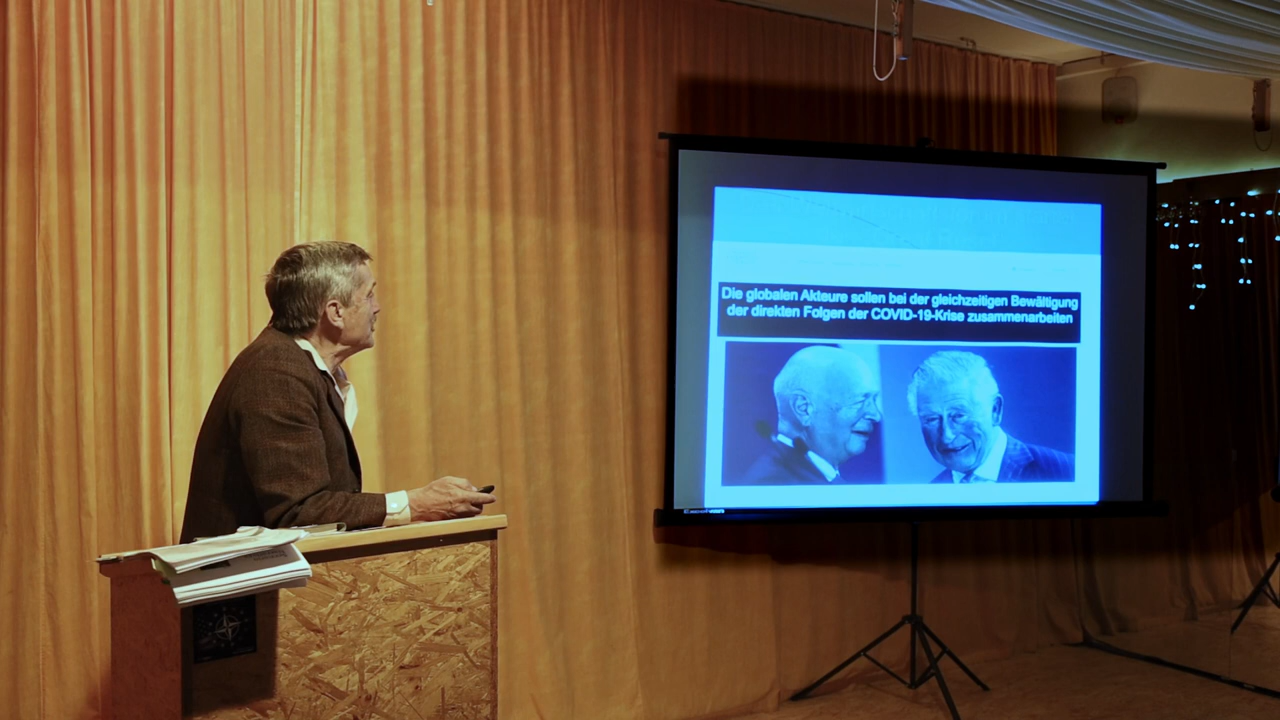 Die globalen Akteure sollen bei der gleichzeitigen Bewältigung
der direkten Folgen der COVID-19-Krise zusammenarbeiten